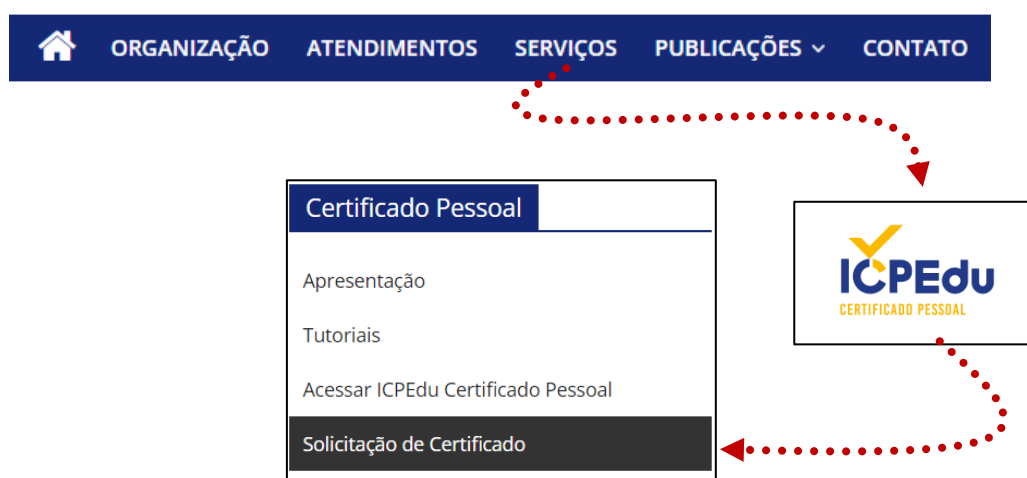 ORGANIZAÇÃO ATENDIMENTOS SERVIÇOS PUBLICAÇÕES CONTATO
Certificado Pessoal
Apresentação
Tutoriais
Acessar ICPEdu Certificado Pessoal
Solicitação de Certificado
ICPEdu
CERTIFICADO PESSOAL